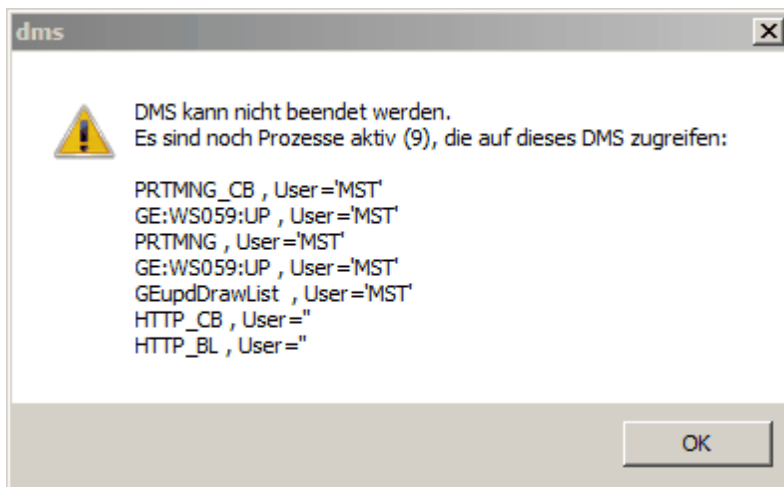 dms
DMS kann nicht beendet werden.
Es sind noch Prozesse aktiv (9), die auf dieses DMS zugreifen:
PRTMNG_CB , User='MST'
GE:WS059:UP , User='MST'
PRTMNG , User='MST'
GE:WS059:UP , User='MST'
GEupdDrawList , User='MST'
HTTP_CB , User=''
HTTP_BL , User=''
OK